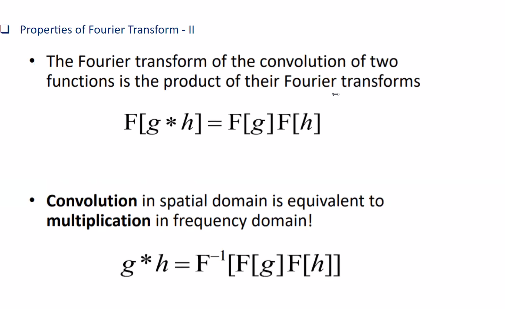 Properties of Fourier Transform - II
• The Fourier transform of the convolution of two
functions is the product of their Fourier transforms
F[g * h] = F[g]F[h]
• Convolution in spatial domain is equivalent to
multiplication in frequency domain!
g * h = F⁻¹[F[g]F[h]]